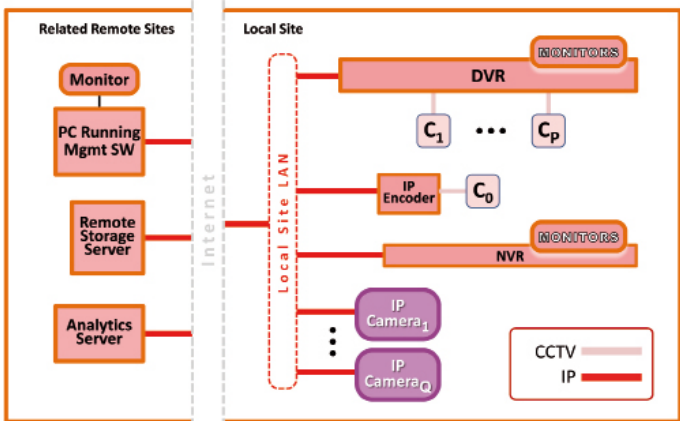 Related Remote Sites
Local Site
Monitor
PC Running
Mgmt SW
Remote
Storage
Server
Analytics
Server
Internet
Local Site LAN
MONITORS
DVR
C1
•••
CP
IP
Encoder
C0
MONITORS
NVR
IP
Camera1
IP
CameraQ
CCTV
IP